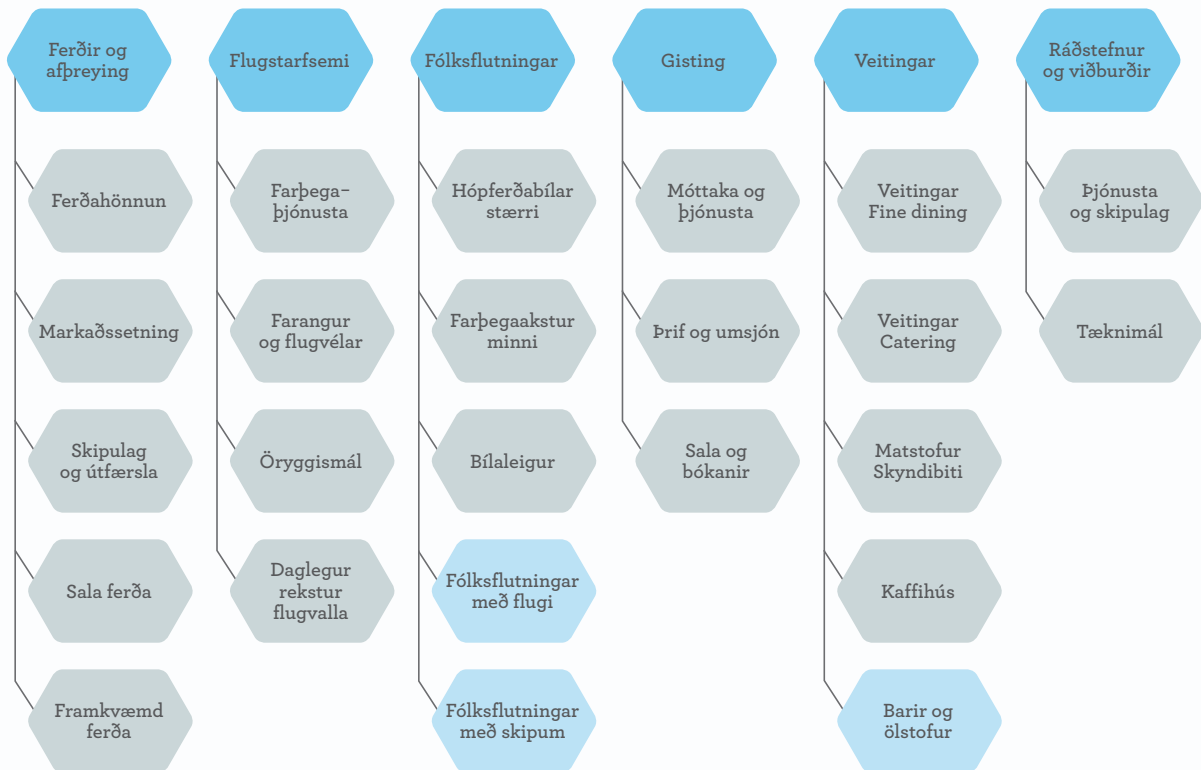 Ferðir og
afþreying
Flugstarfsemi
Fólksflutningar
Gisting
Veitingar
Ráðstefnur
og viðburðir
Ferðahönnun
Farþega-
þjónusta
Hópferðabílar
stærri
Móttaka og
þjónusta
Veitingar
Fine dining
Þjónusta
og skipulag
Markaðssetning
Farangur
og flugvélar
Farþegaakstur
minni
Þrif og umsjón
Veitingar
Catering
Tæknimál
Skipulag
og útfærsla
Öryggismál
Bílaleigur
Sala og
bókanir
Matstofur
Skyndibiti
Sala ferða
Daglegur
rekstur
flugvalla
Fólksflutningar
með flugi
Kaffihús
Framkvæmd
ferða
Fólksflutningar
með skipum
Barir og
ölstofur